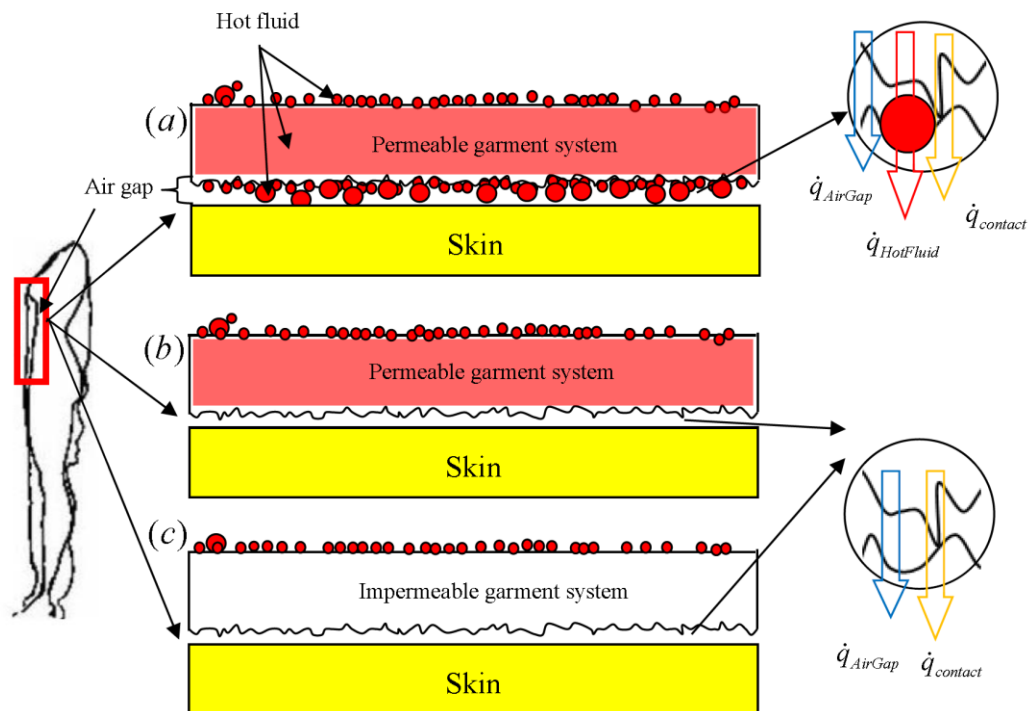 Hot fluid
(a)
Permeable garment system
Air gap
Skin
q̇AirGap
q̇HotFluid
q̇contact
(b)
Permeable garment system
Skin
(c)
Impermeable garment system
Skin
q̇AirGap
q̇contact